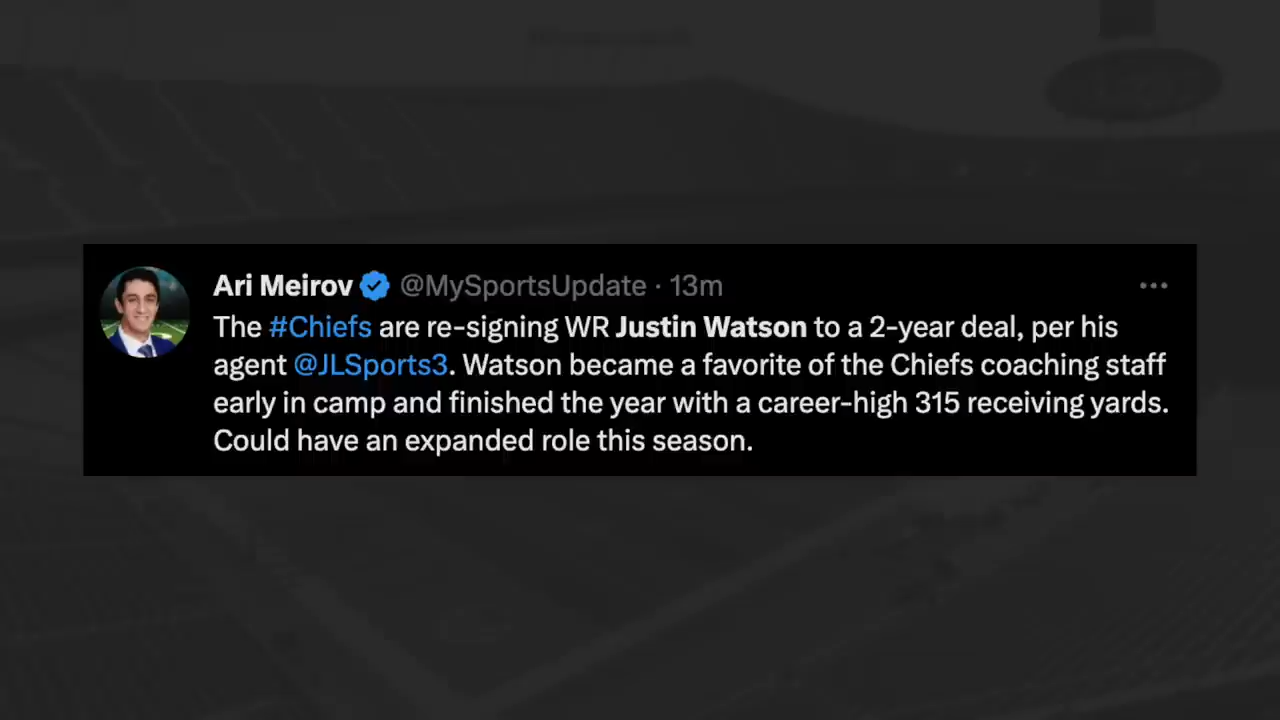 Ari Meirov @MySportsUpdate · 13m
The #Chiefs are re-signing WR Justin Watson to a 2-year deal, per his
agent @JLSports3. Watson became a favorite of the Chiefs coaching staff
early in camp and finished the year with a career-high 315 receiving yards.
Could have an expanded role this season.